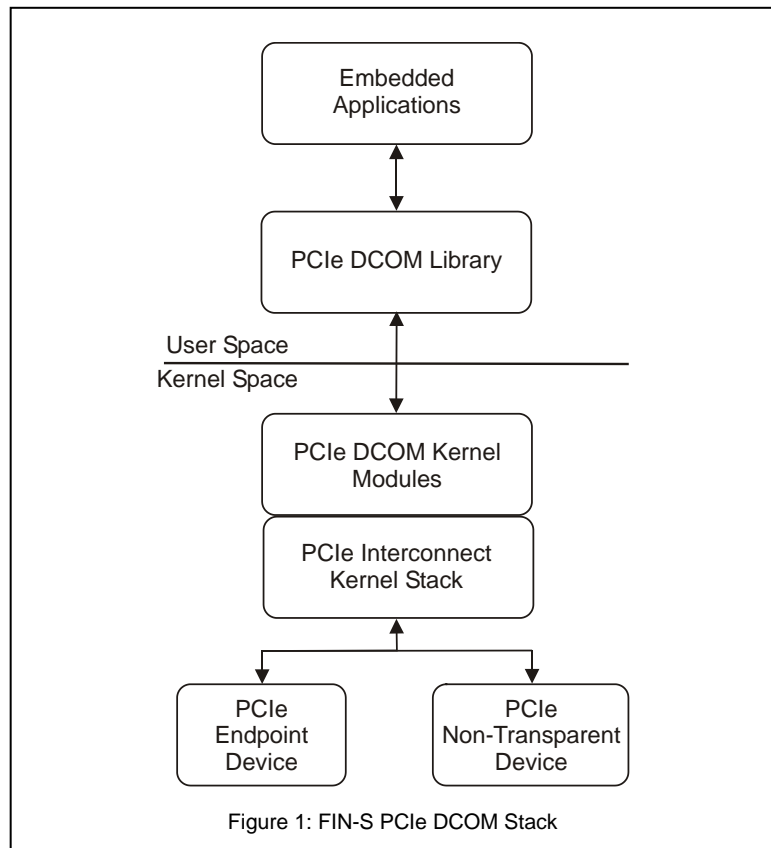 Embedded
Applications
PCIe DCOM Library
User Space
Kernel Space
PCIe DCOM Kernel
Modules
PCIe Interconnect
Kernel Stack
PCIe
Endpoint
Device
PCIe
Non-Transparent
Device
Figure 1: FIN-S PCIe DCOM Stack